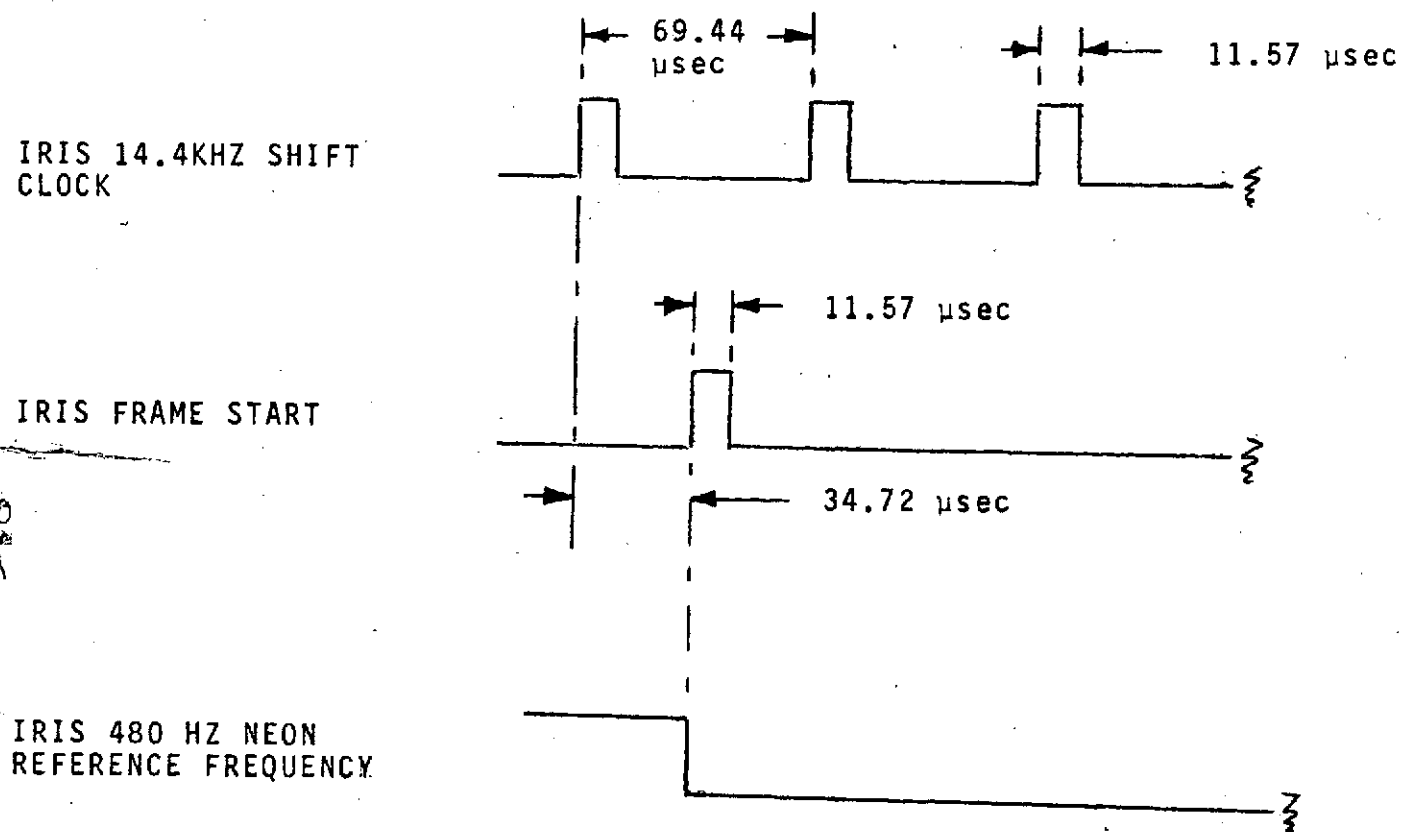 69.44
μsec
11.57 μsec
IRIS 14.4KHZ SHIFT
CLOCK
11.57 μsec
IRIS FRAME START
34.72 μsec
IRIS 480 HZ NEON
REFERENCE FREQUENCY